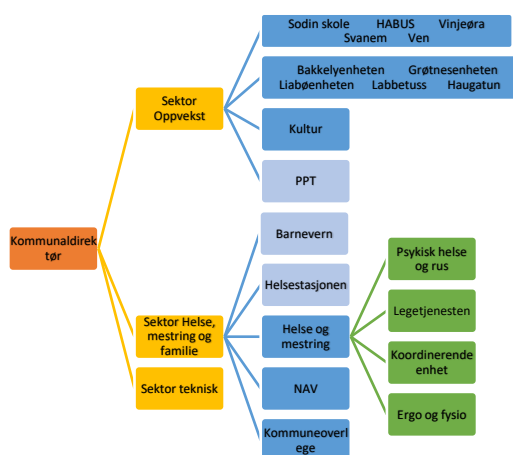 Sodin skole HABUS Vinjeøra
Svanem Ven
Bakkelyenheten Grøtnesenheten
Liabøenheten Labbetuss Haugatun
Sektor
Oppvekst
Kultur
PPT
Kommunaldirek
tør
Barnevern
Helsestasjonen
Sektor Helse,
mestring og
familie
Helse og
mestring
Psykisk helse
og rus
Legetjenesten
Koordinerende
enhet
Ergo og fysio
Sektor teknisk
NAV
Kommuneoverl
ege